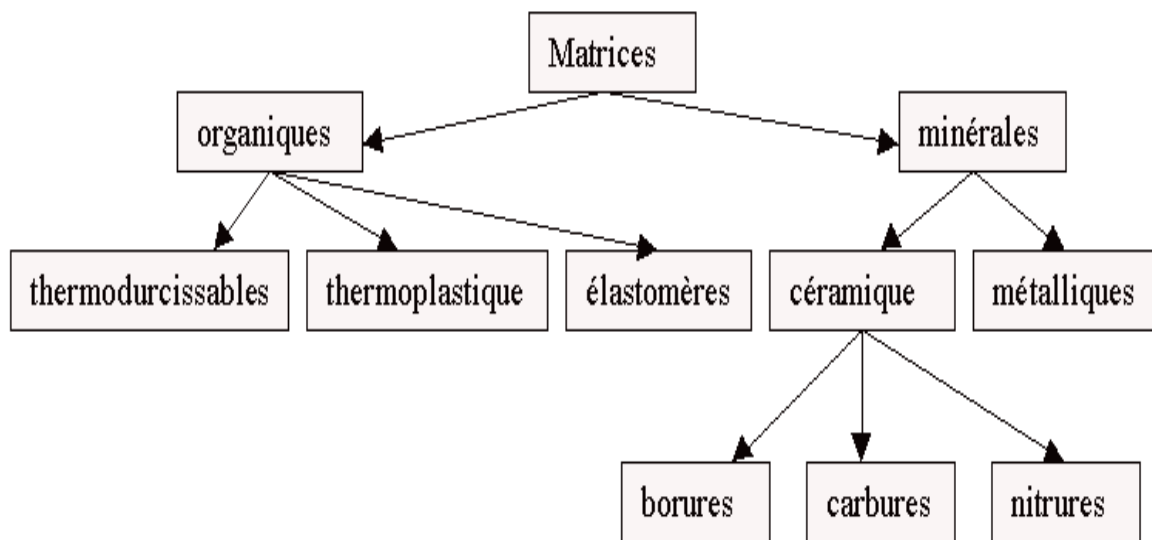 Matrices
organiques
minérales
thermodurcissables
thermoplastique
élastomères
céramique
métalliques
borures
carbures
nitrures